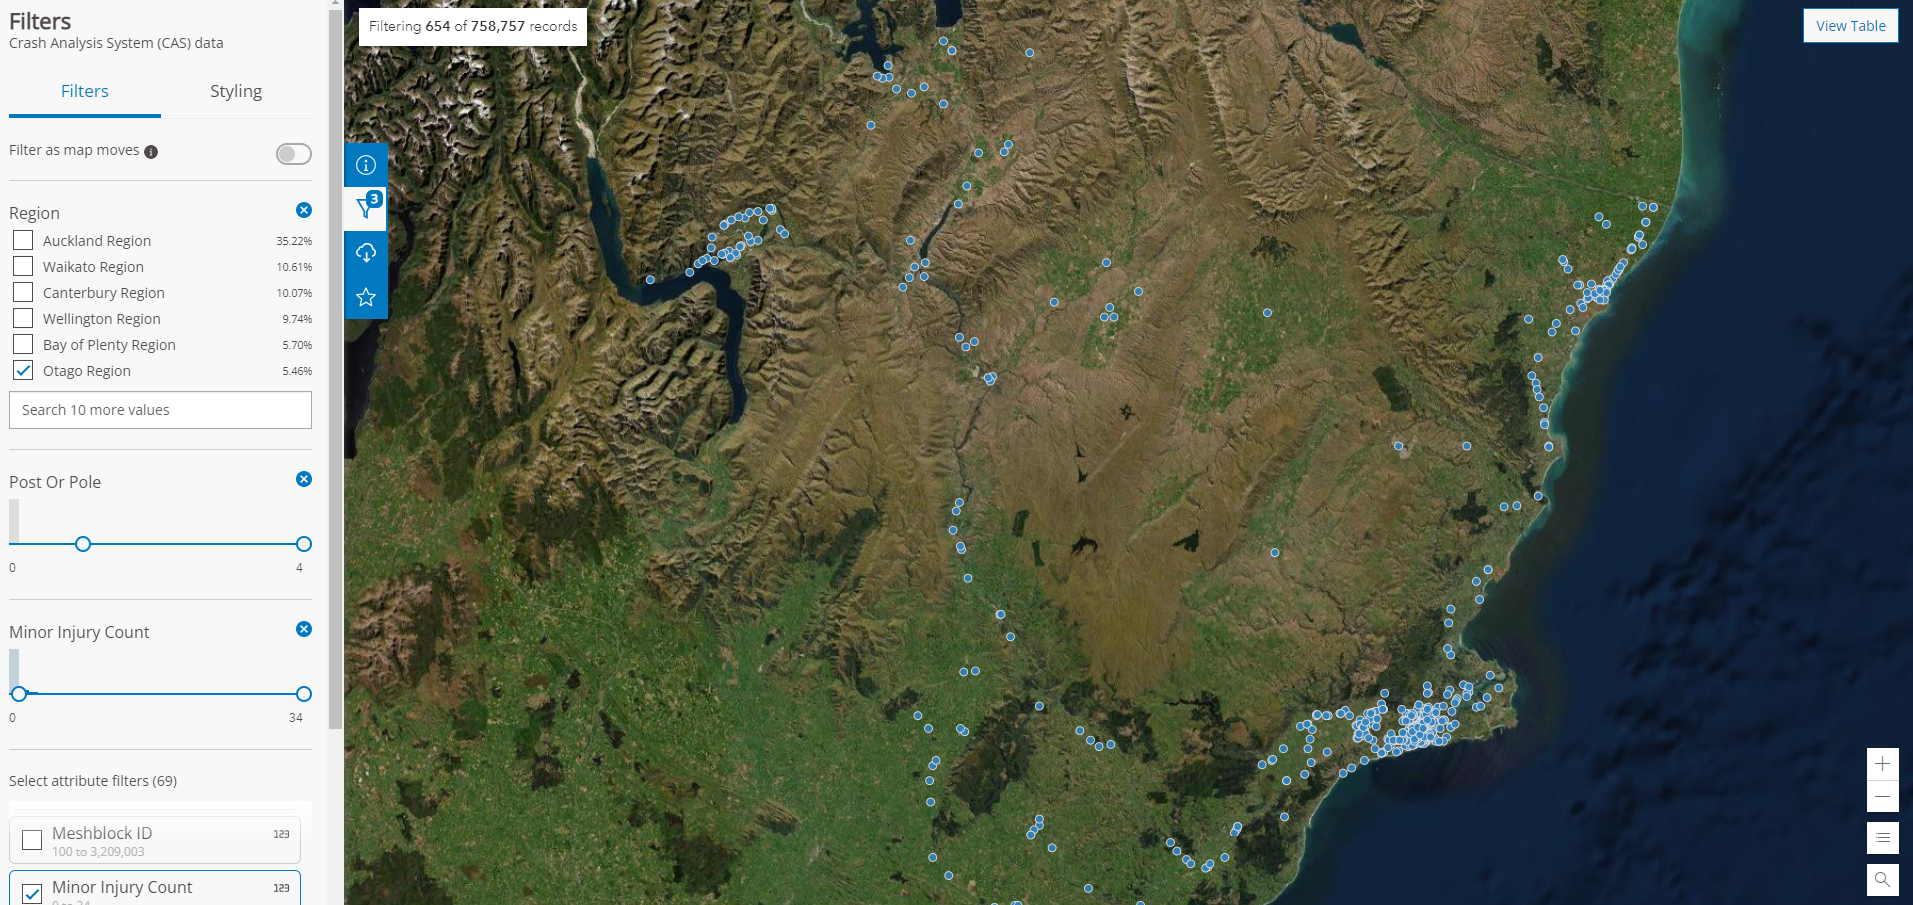 Filters
Crash Analysis System (CAS) data
Filters
Styling
Filter as map moves
Region
Auckland Region 35.22%
Waikato Region 10.61%
Canterbury Region 10.07%
Wellington Region 9.74%
Bay of Plenty Region 5.70%
Otago Region 5.46%
Search 10 more values
Post Or Pole
0 4
Minor Injury Count
0 34
Select attribute filters (69)
Meshblock ID 123
100 to 3,209,003
Minor Injury Count 123
Filtering 654 of 758,757 records
3
View Table